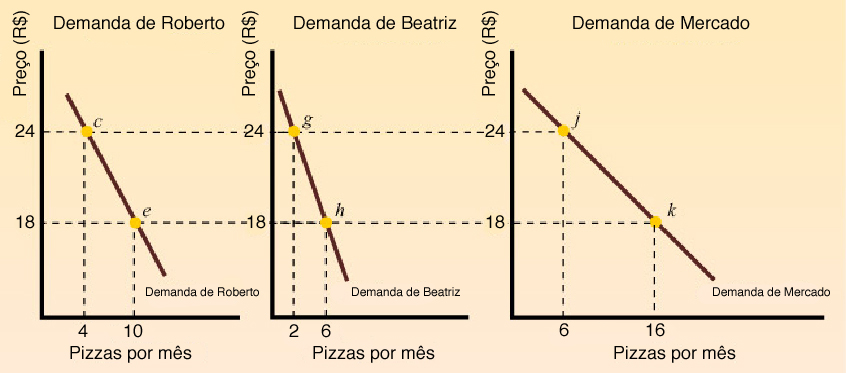 Demanda de Roberto
Preço (R$)
24
18
c
e
Demanda de Roberto
4
10
Pizzas por mês
Demanda de Beatriz
Preço (R$)
24
18
g
h
Demanda de Beatriz
2
6
Pizzas por mês
Demanda de Mercado
Preço (R$)
24
18
j
k
Demanda de Mercado
6
16
Pizzas por mês